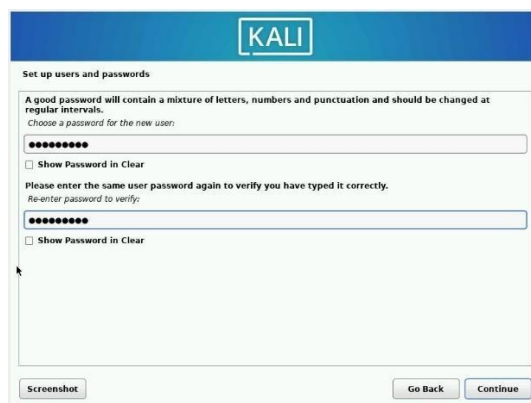 KALI
Set up users and passwords
A good password will contain a mixture of letters, numbers and punctuation and should be changed at
regular intervals.
Choose a password for the new user:
●●●●●●●●●
Show Password in Clear
Please enter the same user password again to verify you have typed it correctly.
Re-enter password to verify:
●●●●●●●●●
Show Password in Clear
Screenshot Go Back Continue